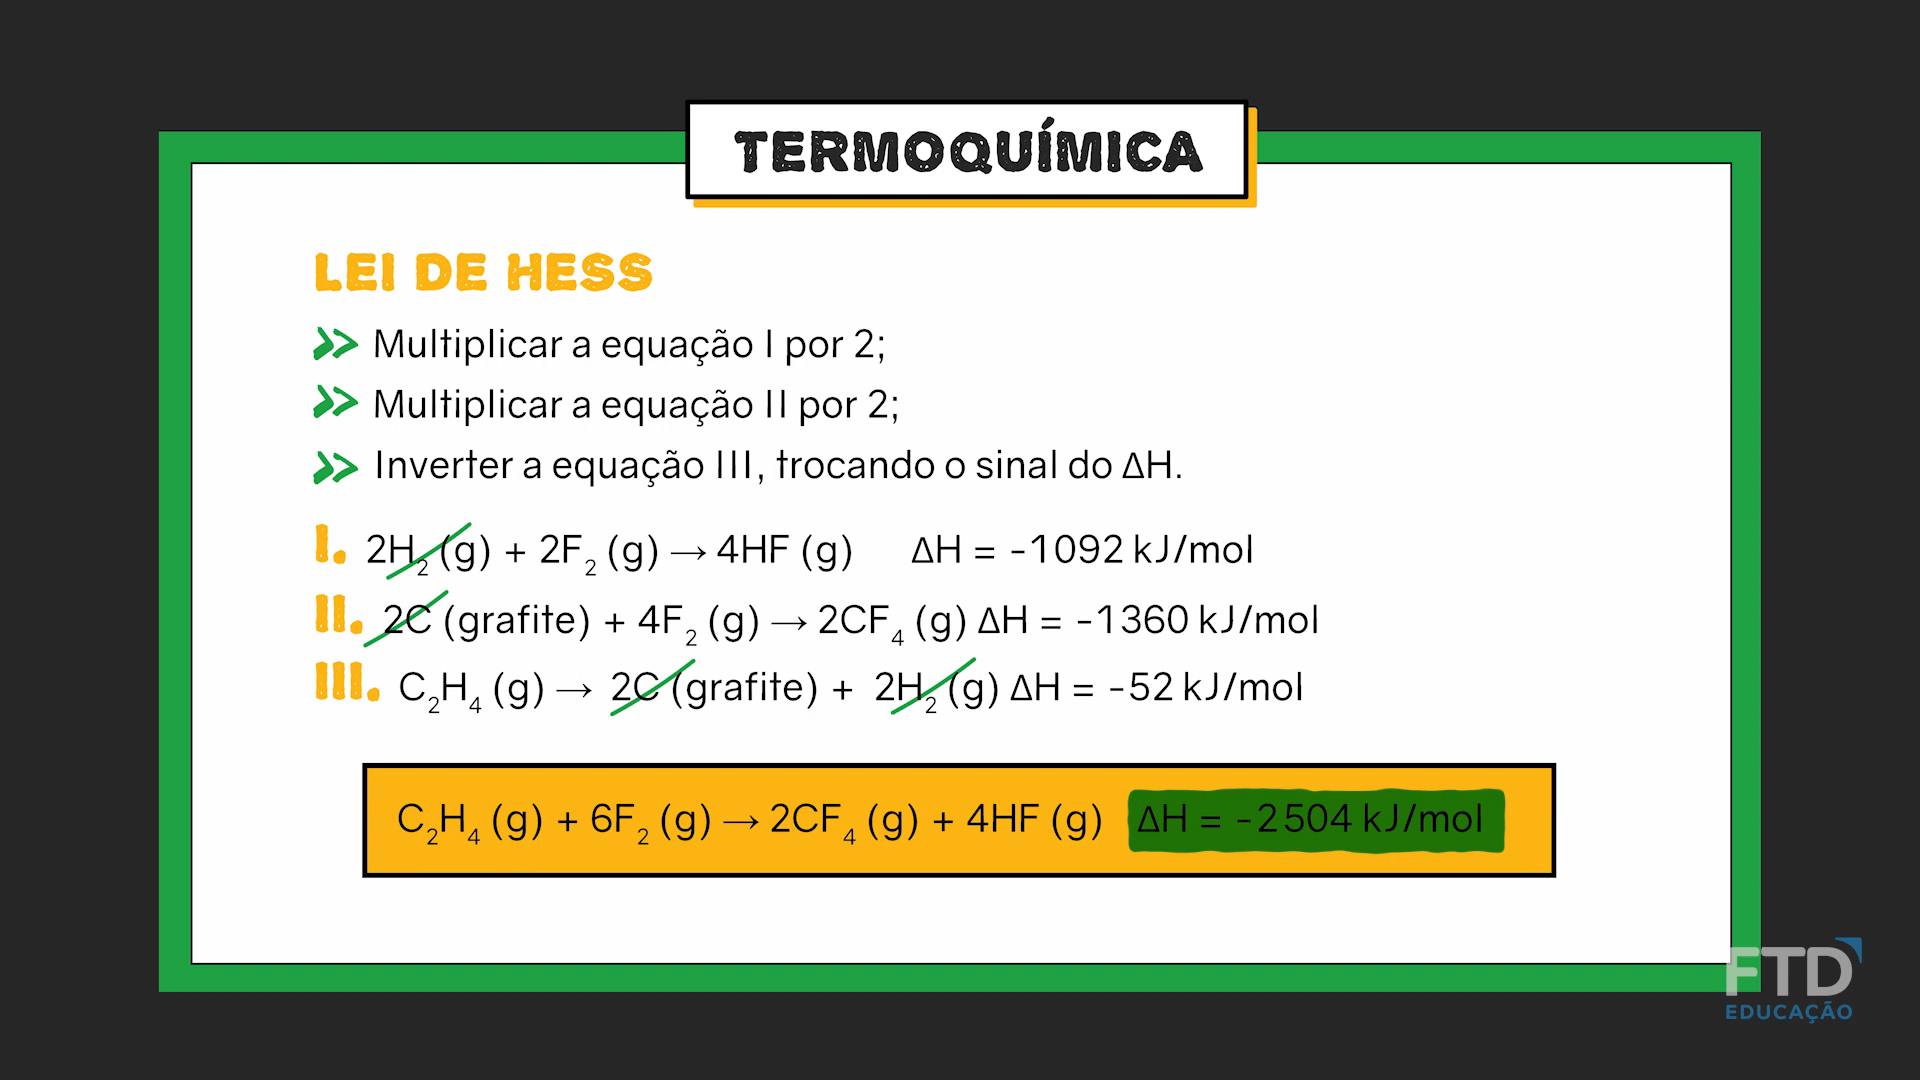 TERMOQUÍMICA
LEI DE HESS
>> Multiplicar a equação I por 2;
>> Multiplicar a equação II por 2;
>> Inverter a equação III, trocando o sinal do ΔH.
I. 2H₂ (g) + 2F₂ (g) → 4HF (g) ΔH = -1092 kJ/mol
II. 2C (grafite) + 4F₂ (g) → 2CF₄ (g) ΔH = -1360 kJ/mol
III. C₂H₄ (g) → 2C (grafite) + 2H₂ (g) ΔH = -52 kJ/mol
C₂H₄ (g) + 6F₂ (g) → 2CF₄ (g) + 4HF (g) ΔH = -2504 kJ/mol
FTD
EDUCAÇÃO